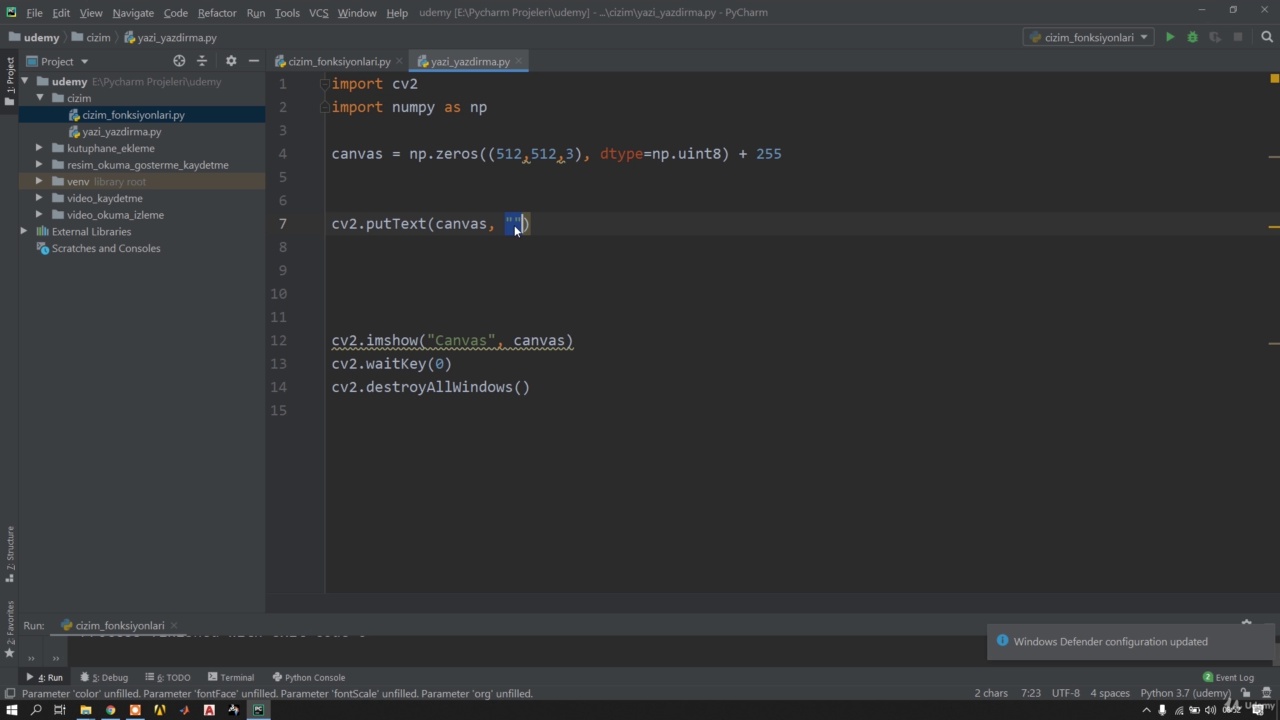 File Edit View Navigate Code Refactor Run Tools VCS Window Help udemy [E:\Pycharm Projeleri\udemy] - ...\cizim\yazi_yazdirma.py - PyCharm
udemy cizim yazi_yazdirma.py cizim_fonksiyonlari
1: Project
Project
cizim_fonksiyonlari.py
yazi_yazdirma.py
udemy E:\Pycharm Projeleri\udemy
cizim
cizim_fonksiyonlari.py
yazi_yazdirma.py
kutuphane_ekleme
resim_okuma_gosterme_kaydetme
venv library root
video_kaydetme
video_okuma_izleme
External Libraries
Scratches and Consoles
1 import cv2
2 import numpy as np
3
4 canvas = np.zeros((512,512,3), dtype=np.uint8) + 255
5
6
7 cv2.putText(canvas, "")
8
9
10
11
12 cv2.imshow("Canvas", canvas)
13 cv2.waitKey(0)
14 cv2.destroyAllWindows()
15
Z: Structure
2: Favorites
Run: cizim_fonksiyonlari
Windows Defender configuration updated
4: Run 5: Debug 6: TODO Terminal Python Console 2 Event Log
Parameter 'color' unfilled. Parameter 'fontFace' unfilled. Parameter 'fontScale' unfilled. Parameter 'org' unfilled. 2 chars 7:23 UTF-8 4 spaces Python 3.7 (udemy)
Udemy